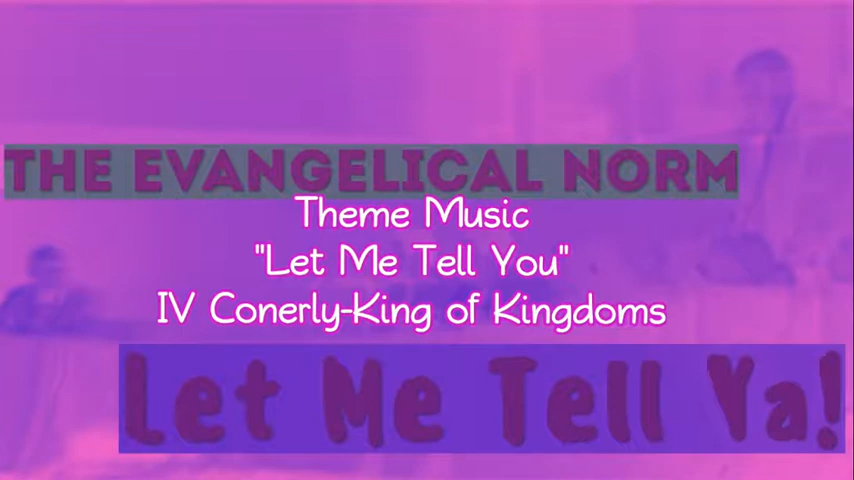 THE EVANGELICAL NORM
Theme Music
"Let Me Tell You"
IV Conerly-King of Kingdoms
Let Me Tell Ya!